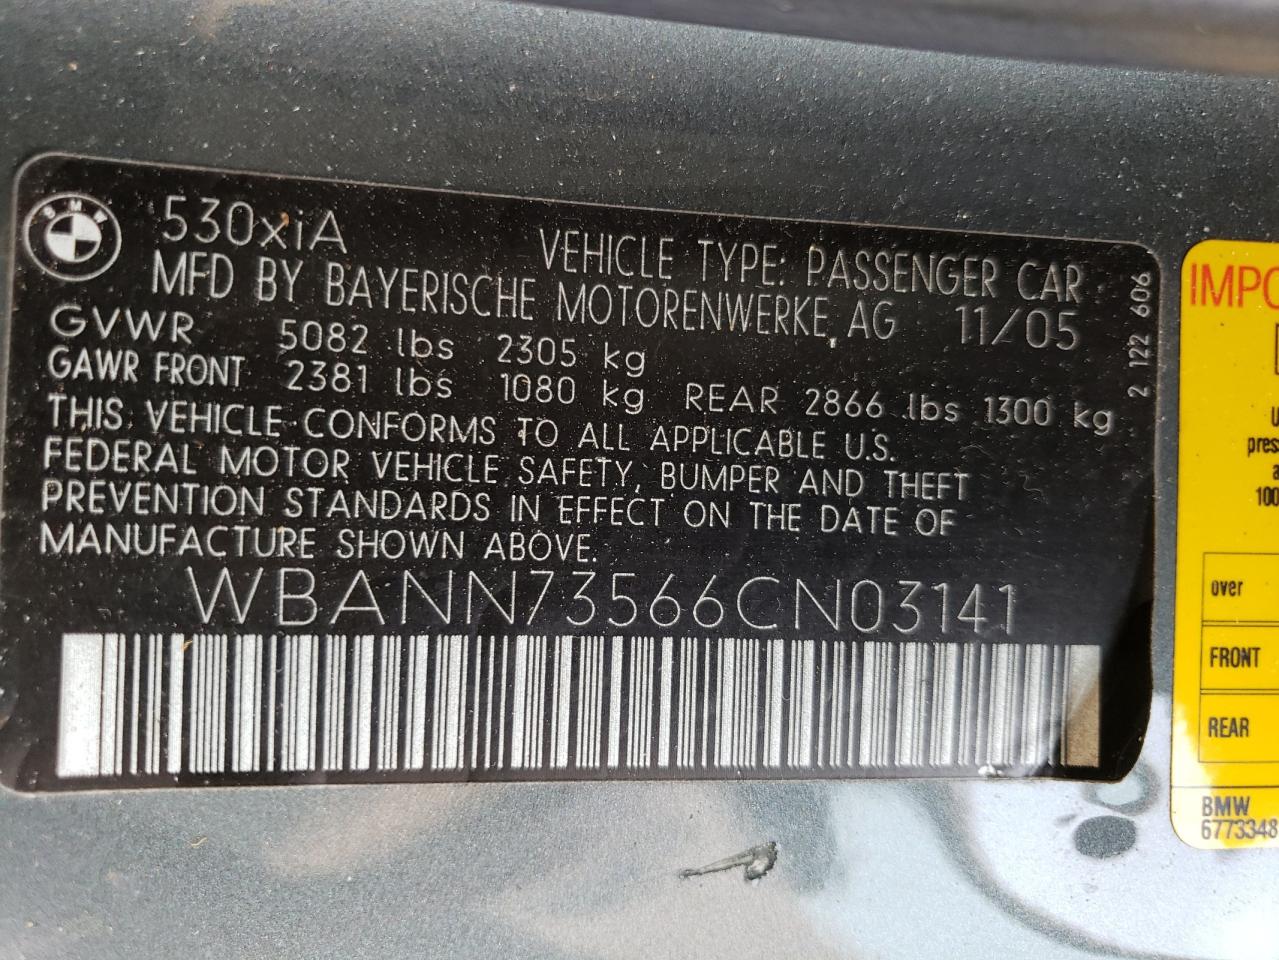 BMW
530xiA
VEHICLE TYPE: PASSENGER CAR
MFD BY BAYERISCHE MOTORENWERKE, AG 11/05
GVWR 5082 lbs 2305 kg
GAWR FRONT 2381 lbs 1080 kg REAR 2866 lbs 1300 kg
THIS VEHICLE CONFORMS TO ALL APPLICABLE U.S.
FEDERAL MOTOR VEHICLE SAFETY, BUMPER AND THEFT
PREVENTION STANDARDS IN EFFECT ON THE DATE OF
MANUFACTURE SHOWN ABOVE.
WBANN73566CN03141
2 122 606
IMPO
U
press
a
100
over
FRONT
REAR
BMW
6773348